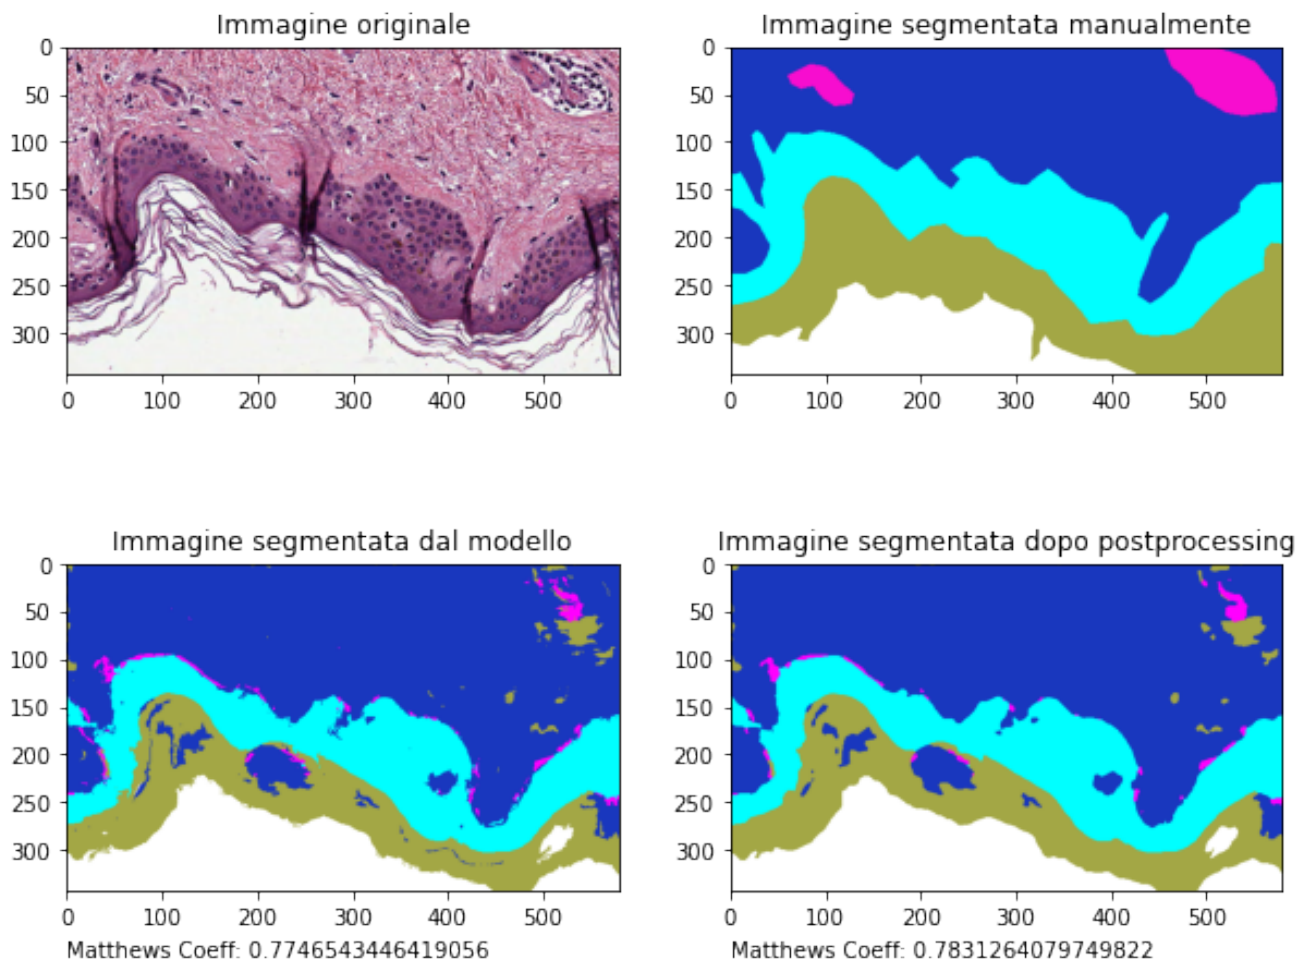 Immagine originale
Immagine segmentata manualmente
0
50
100
150
200
250
300
0 100 200 300 400 500
0
50
100
150
200
250
300
0 100 200 300 400 500
Immagine segmentata dal modello
Immagine segmentata dopo postprocessing
0
50
100
150
200
250
300
0 100 200 300 400 500
Matthews Coeff: 0.7746543446419056
0
50
100
150
200
250
300
0 100 200 300 400 500
Matthews Coeff: 0.7831264079749822